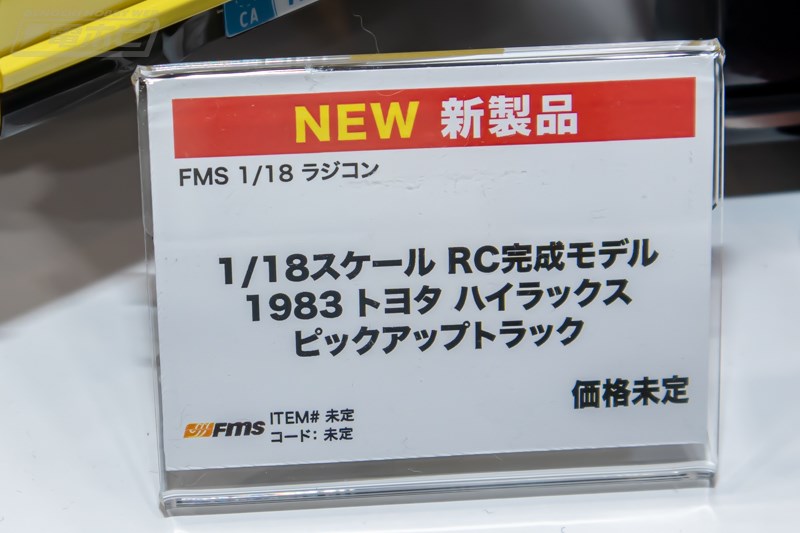 CA
NEW 新製品
FMS 1/18 ラジコン
1/18スケール RC完成モデル
1983 トヨタ ハイラックス
ピックアップトラック
価格未定
FMS
ITEM# 未定
コード: 未定